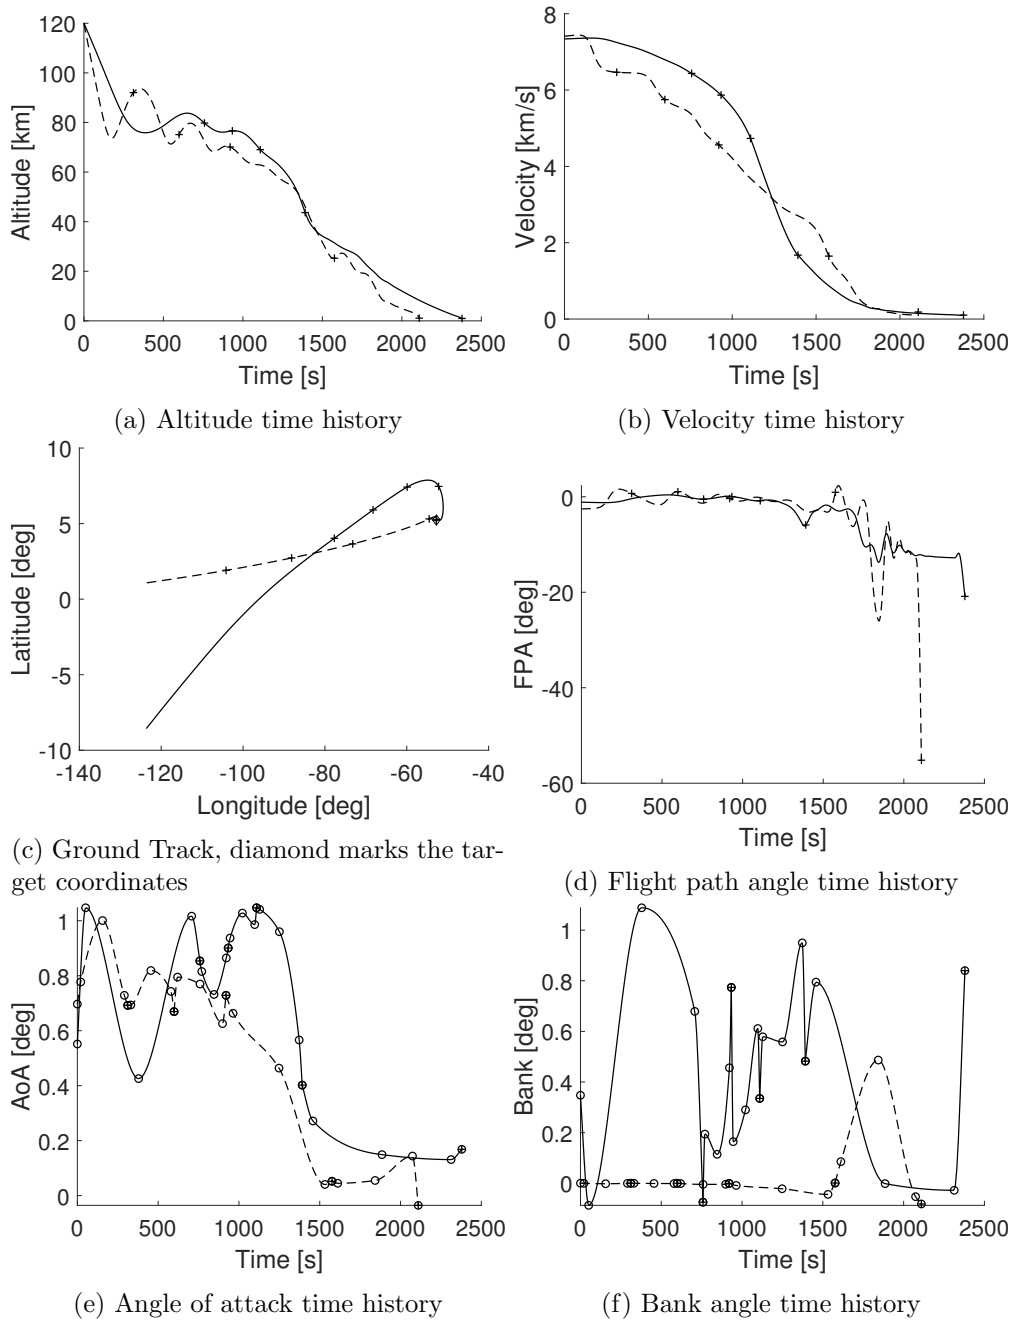 120
100
80
60
40
20
0
Altitude [km]
0 500 1000 1500 2000 2500
Time [s]
(a) Altitude time history
8
6
4
2
0
Velocity [km/s]
0 500 1000 1500 2000 2500
Time [s]
(b) Velocity time history
10
5
0
-5
-10
Latitude [deg]
-140 -120 -100 -80 -60 -40
Longitude [deg]
(c) Ground Track, diamond marks the tar-
get coordinates
0
-20
-40
-60
FPA [deg]
0 500 1000 1500 2000 2500
Time [s]
(d) Flight path angle time history
1
0.8
0.6
0.4
0.2
0
AoA [deg]
0 500 1000 1500 2000 2500
Time [s]
(e) Angle of attack time history
1
0.8
0.6
0.4
0.2
0
Bank [deg]
0 500 1000 1500 2000 2500
Time [s]
(f) Bank angle time history